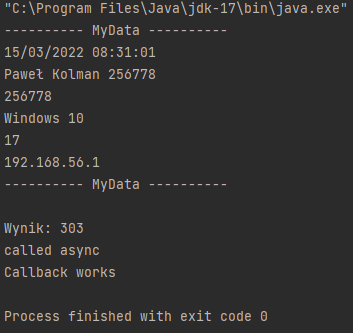 "C:\Program Files\Java\jdk-17\bin\java.exe"
---------- MyData ----------
15/03/2022 08:31:01
Paweł Kolman 256778
256778
Windows 10
17
192.168.56.1
---------- MyData ----------
Wynik: 303
called async
Callback works
Process finished with exit code 0